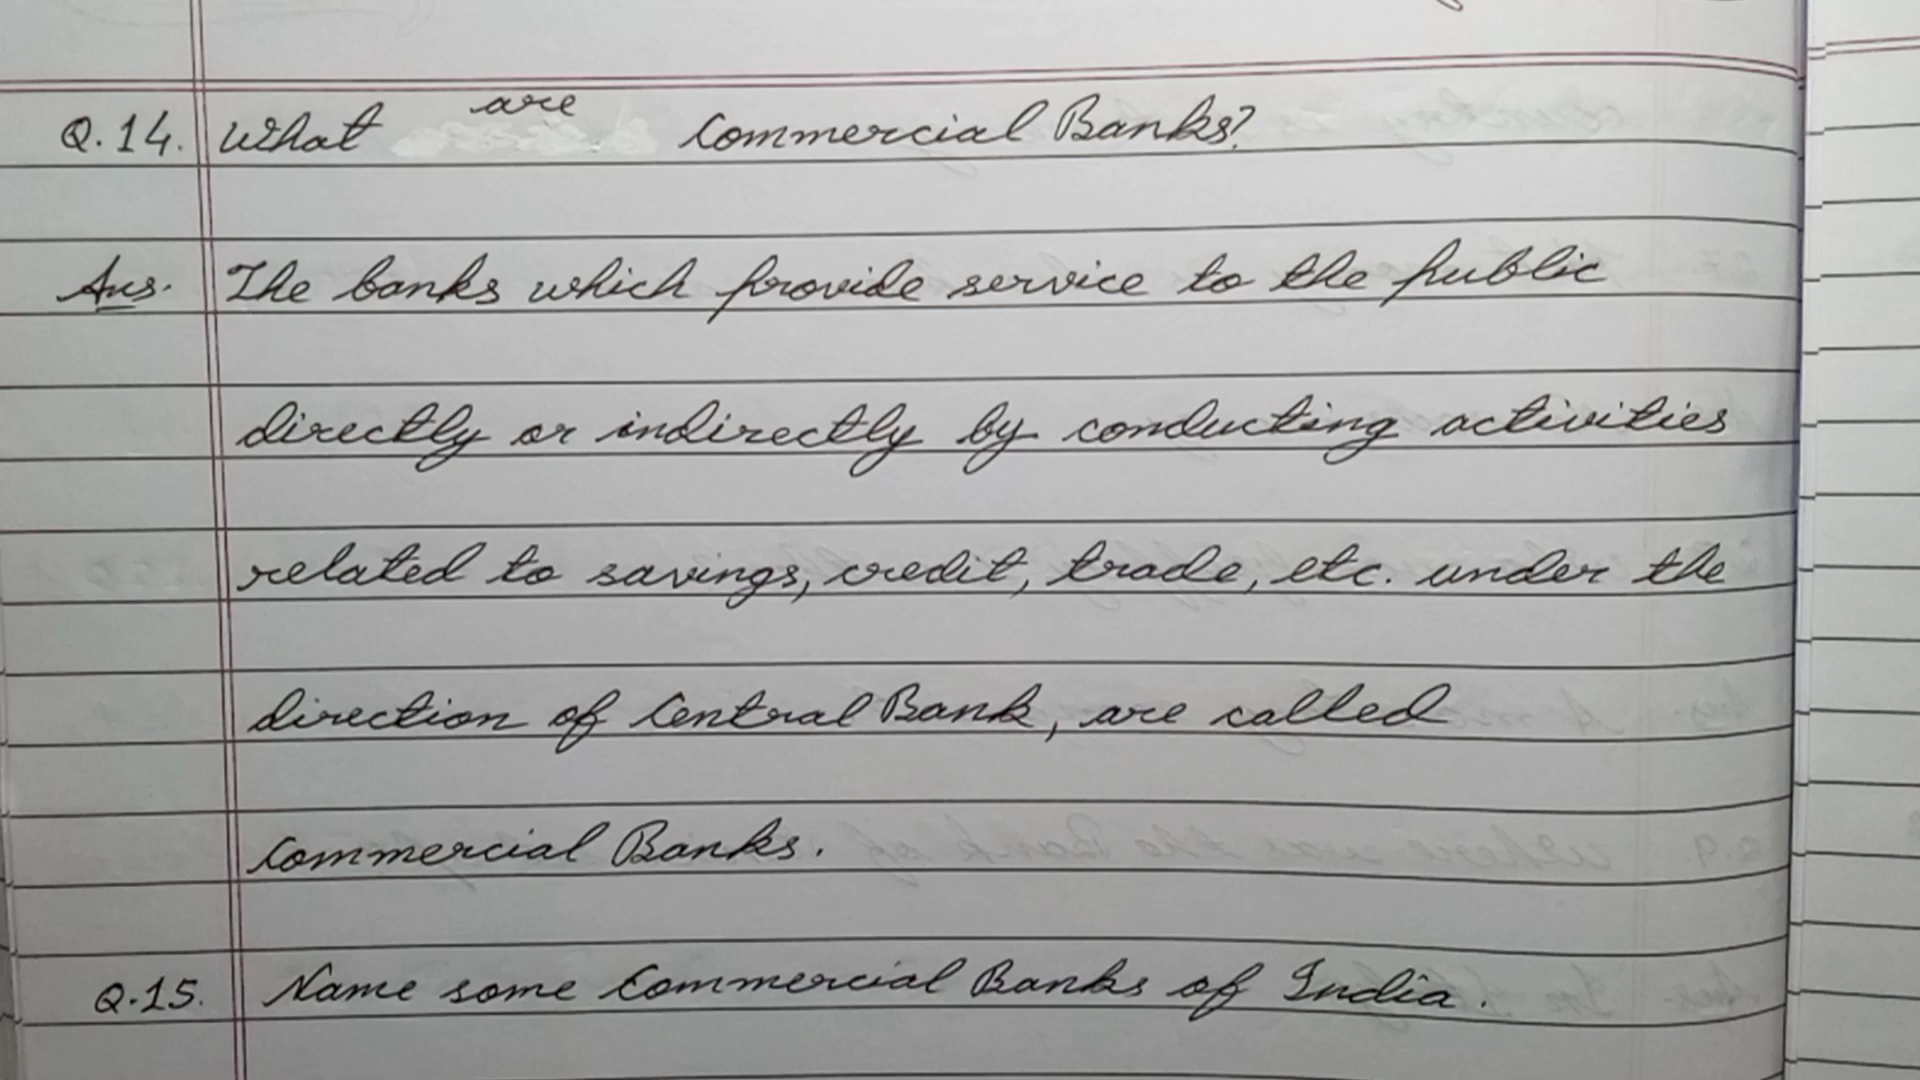 Q.14. What are Commercial Banks?
Ans. The banks which provide service to the public
directly or indirectly by conducting activities
related to savings, credit, trade, etc. under the
direction of Central Bank, are called
Commercial Banks.
Q.15. Name some Commercial Banks of India.